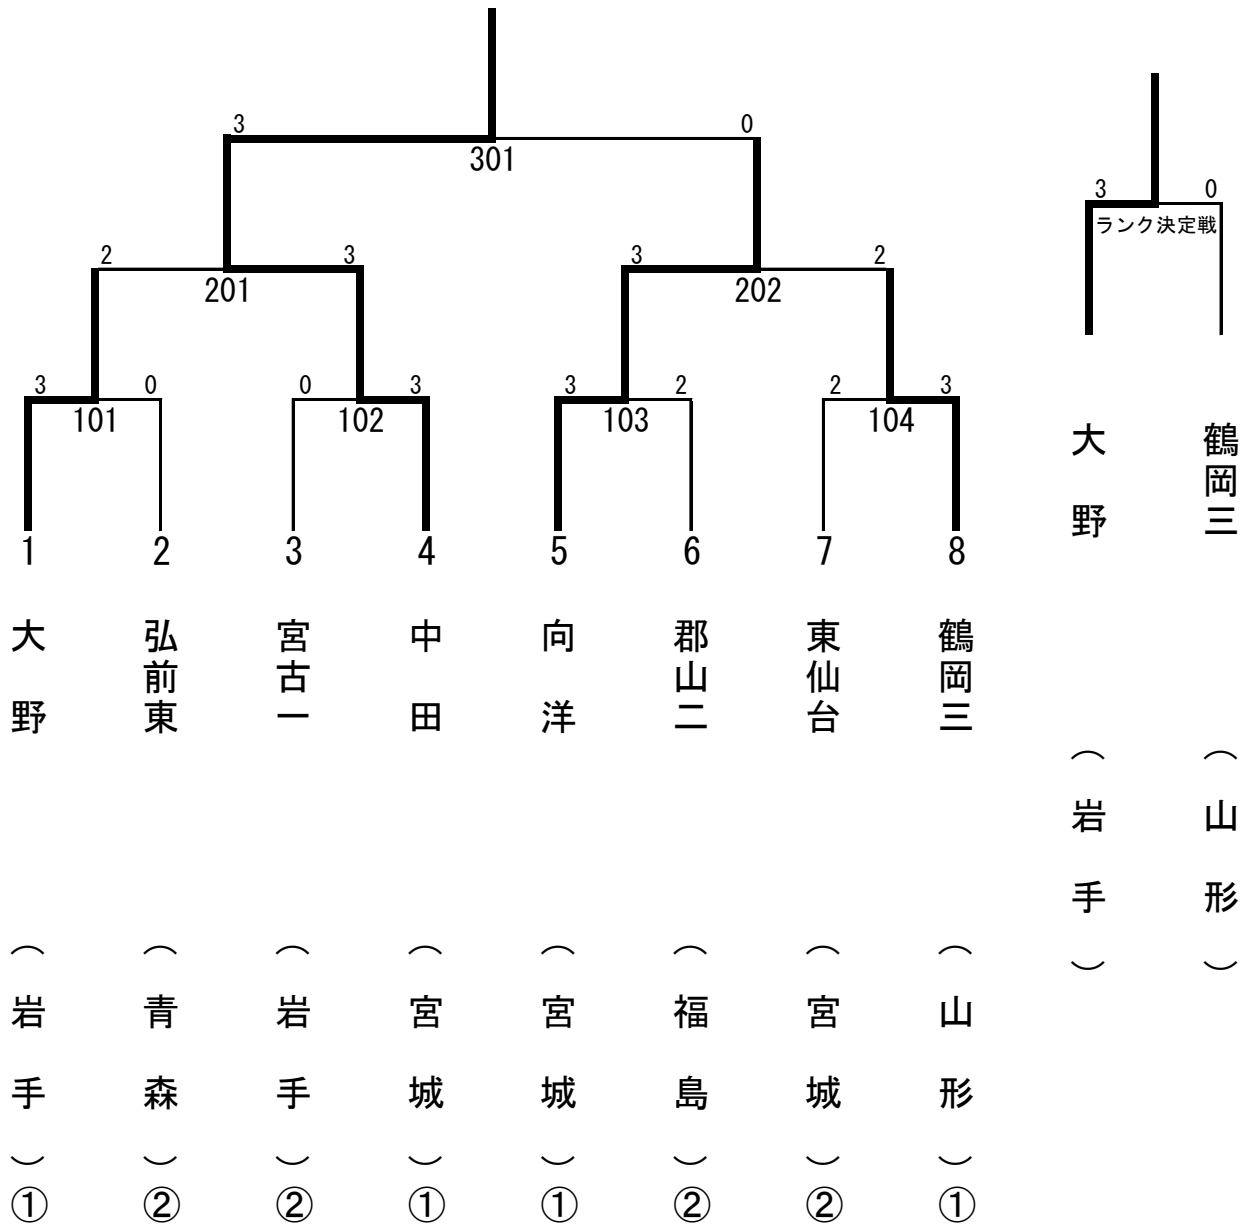 3 0
301
3 0
ランク決定戦
2 3 3 2
201 202
3 0 0 3 3 2 2 3
101 102 103 104
1 2 3 4 5 6 7 8
大野
鶴岡三
(岩手)
(山形)
大野
弘前東
宮古一
中田
向洋
郡山二
東仙台
鶴岡三
(岩手)①
(青森)②
(岩手)②
(宮城)①
(宮城)①
(福島)②
(宮城)②
(山形)①